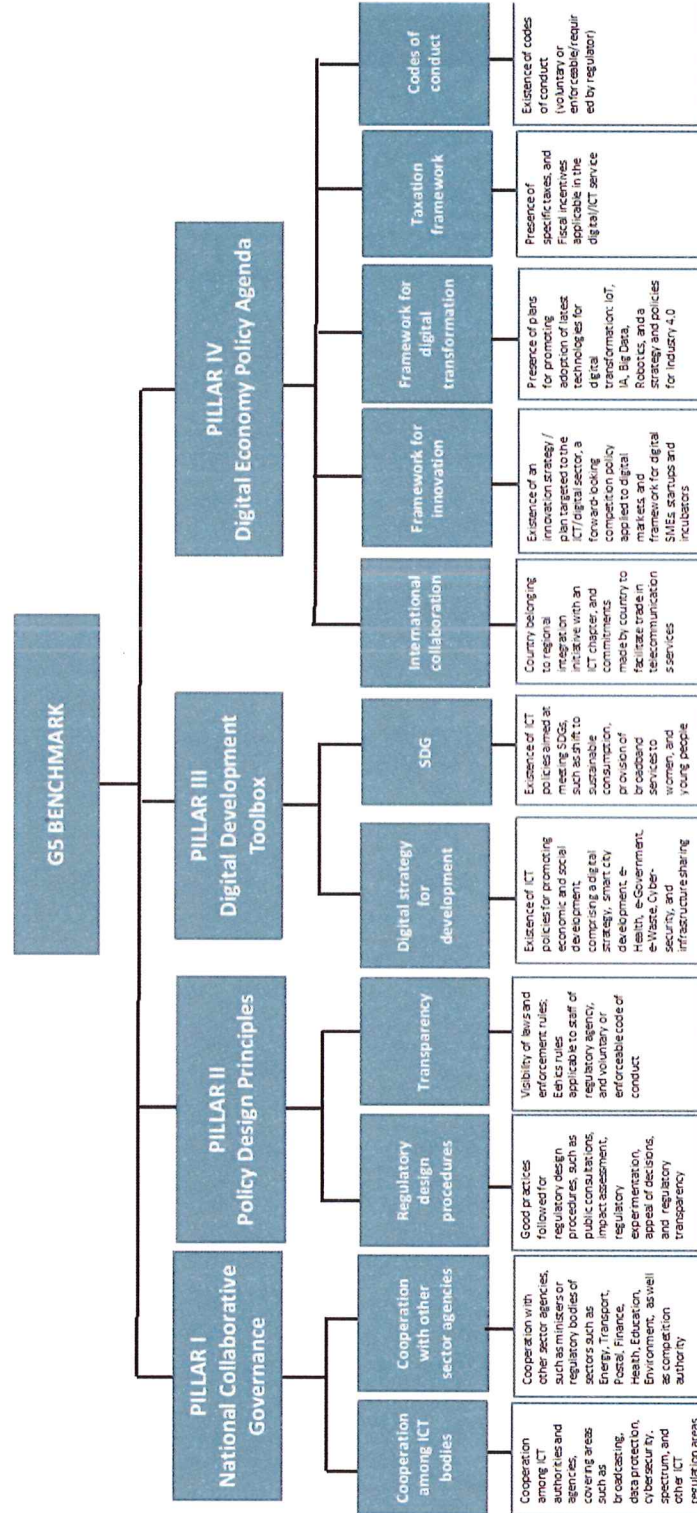 G5 BENCHMARK
PILLAR I
National Collaborative
Governance
PILLAR II
Policy Design Principles
PILLAR III
Digital Development
Toolbox
PILLAR IV
Digital Economy Policy Agenda
Cooperation
among ICT
bodies
Cooperation
with other
sector agencies
Regulatory
design
procedures
Transparency
Digital strategy
for
development
SDG
International
collaboration
Framework for
innovation
Framework for
digital
transformation
Taxation
framework
Codes of
conduct
Cooperation
among ICT
authorities and
agencies,
covering areas
such as
broadcasting,
data protection,
cybersecurity,
spectrum, and
other ICT
regulation areas
Cooperation with
other sector agencies,
such as ministers or
regulatory bodies of
sectors such as
Energy, Transport,
Postal, Finance,
Health, Education,
Environment, as well
as competition
authority
Good practices
followed for
regulatory design
procedures, such as
public consultations,
impact assessment,
regulatory
experimentation,
appeal of decisions,
and regulatory
transparency
Visibility of laws and
enforcement rules;
Eehics rules
applicable to staff of
regulatory agency,
and voluntary or
enforceable code of
conduct
Existence of ICT
policies for promoting
economic and social
development,
comprising a digital
strategy, smart city
development, e-
Health, e-Government,
e-Waste, Cyber-
security, and
infrastructure sharing
Existence of ICT
policies aimed at
meeting SDGs,
such as shift to
sustainable
consumption,
provision of
broadband
services to
women, and
young people
Country belonging
to regional
integration
initiative with an
ICT chapter, and
commitments
made by country to
facilitate trade in
telecommunication
s services
Existence of an
innovation strategy/
plan targeted to the
ICT/digital sector, a
forward-looking
competition policy
applied to digital
markets, and
framework for digital
SMEs, startups and
incubators
Presence of plans
for promoting
adoption of latest
technologies for
digital
transformation: IoT,
IA, Big Data,
Robotics, and a
strategy and policies
for Industry 4.0
Presence of
specific taxes, and
Fiscal incentives
applicable in the
digital/ICT service
Existence of codes
of conduct
(voluntary or
enforceable/requir
ed by regulator)